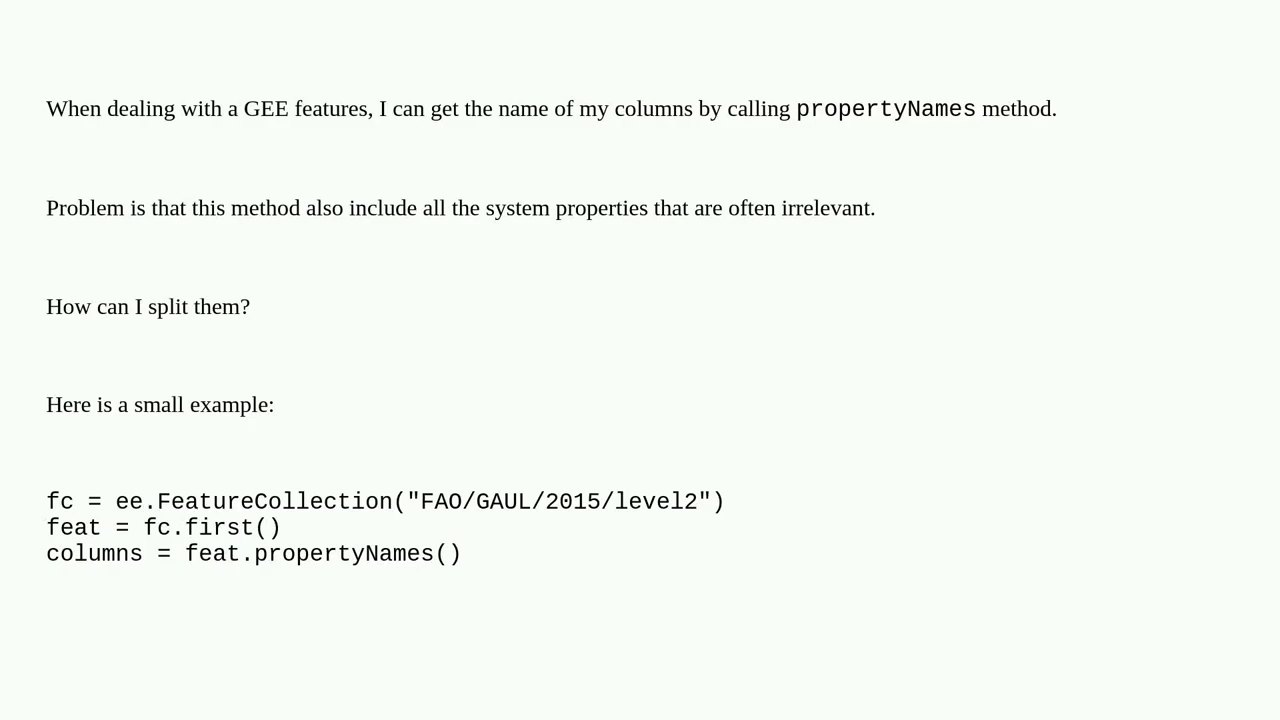 When dealing with a GEE features, I can get the name of my columns by calling propertyNames method.
Problem is that this method also include all the system properties that are often irrelevant.
How can I split them?
Here is a small example:
fc = ee.FeatureCollection("FAO/GAUL/2015/level2")
feat = fc.first()
columns = feat.propertyNames()